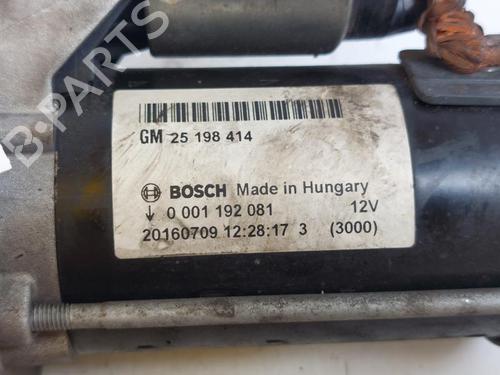 B-PARTS
GM 25 198 414
BOSCH Made in Hungary
↓ 0 001 192 081 12V
20160709 12:28:17 3 (3000)